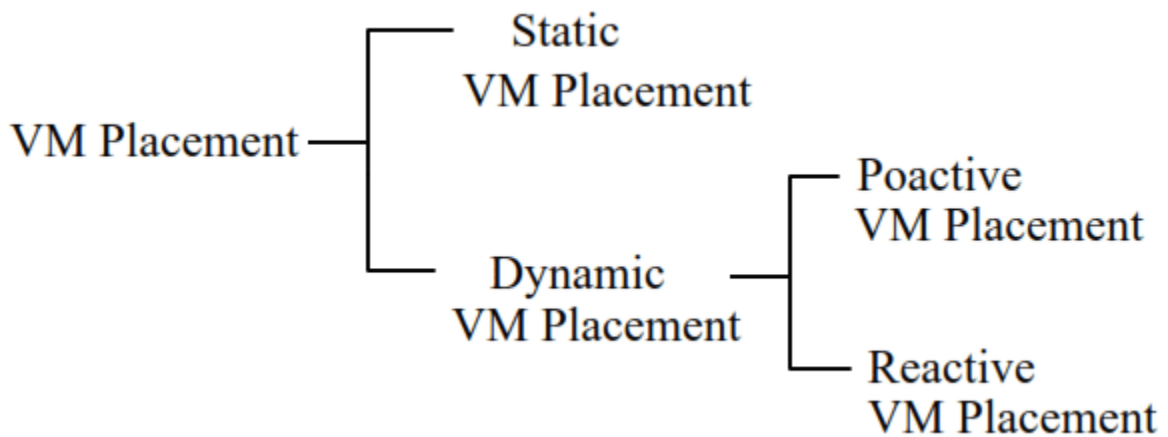 Static
VM Placement
VM Placement
Poactive
VM Placement
Dynamic
VM Placement
Reactive
VM Placement